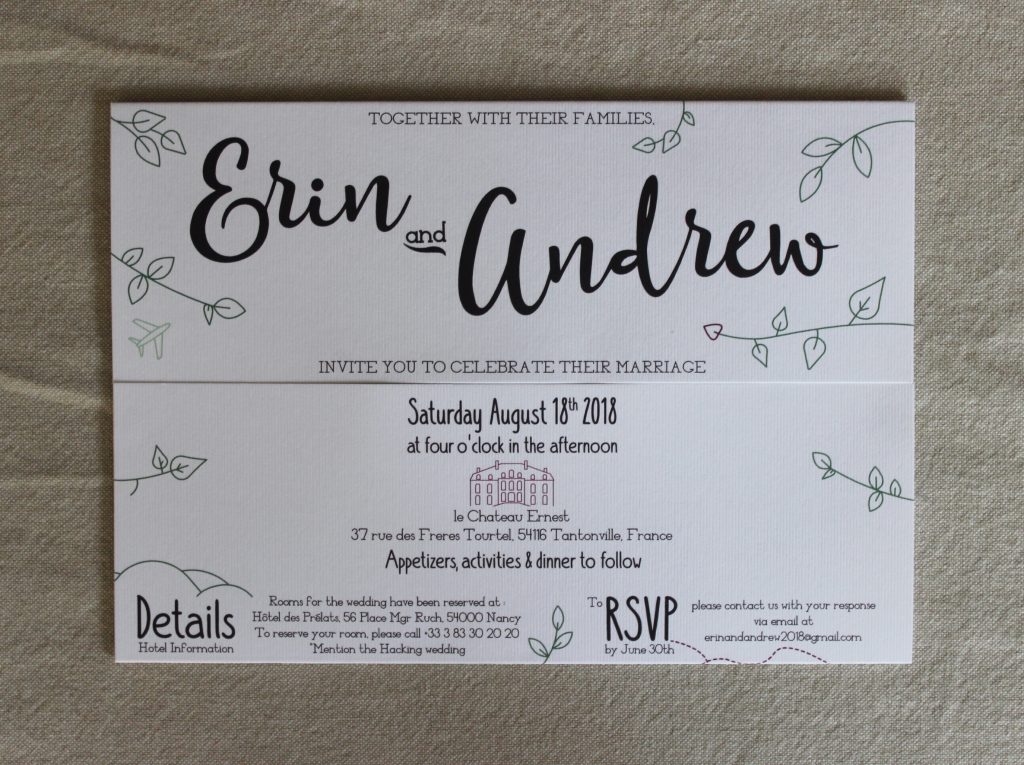 TOGETHER WITH THEIR FAMILIES,
Erin and Andrew
INVITE YOU TO CELEBRATE THEIR MARRIAGE
Saturday August 18th 2018
at four o'clock in the afternoon
le Chateau Ernest
37 rue des Freres Tourtel, 54116 Tantonville, France
Appetizers, activities & dinner to follow
Details
Hotel Information
Rooms for the wedding have been reserved at :
Hôtel des Prélats, 56 Place Mgr Ruch, 54000 Nancy
To reserve your room, please call +33 3 83 30 20 20
*Mention the Hacking wedding
To RSVP
by June 30th
please contact us with your response
via email at
erinandandrew2018@gmail.com